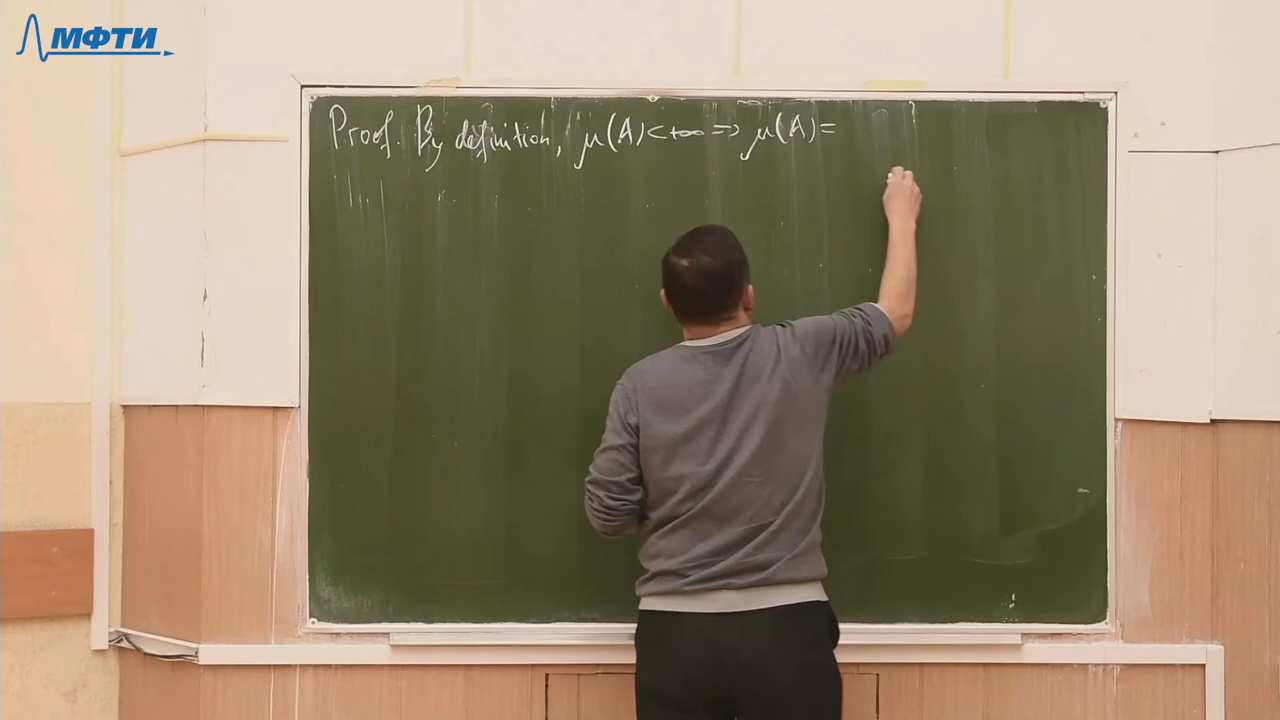 МФТИ
Proof. By definition, μ(A)<+∞ => μ(A)=